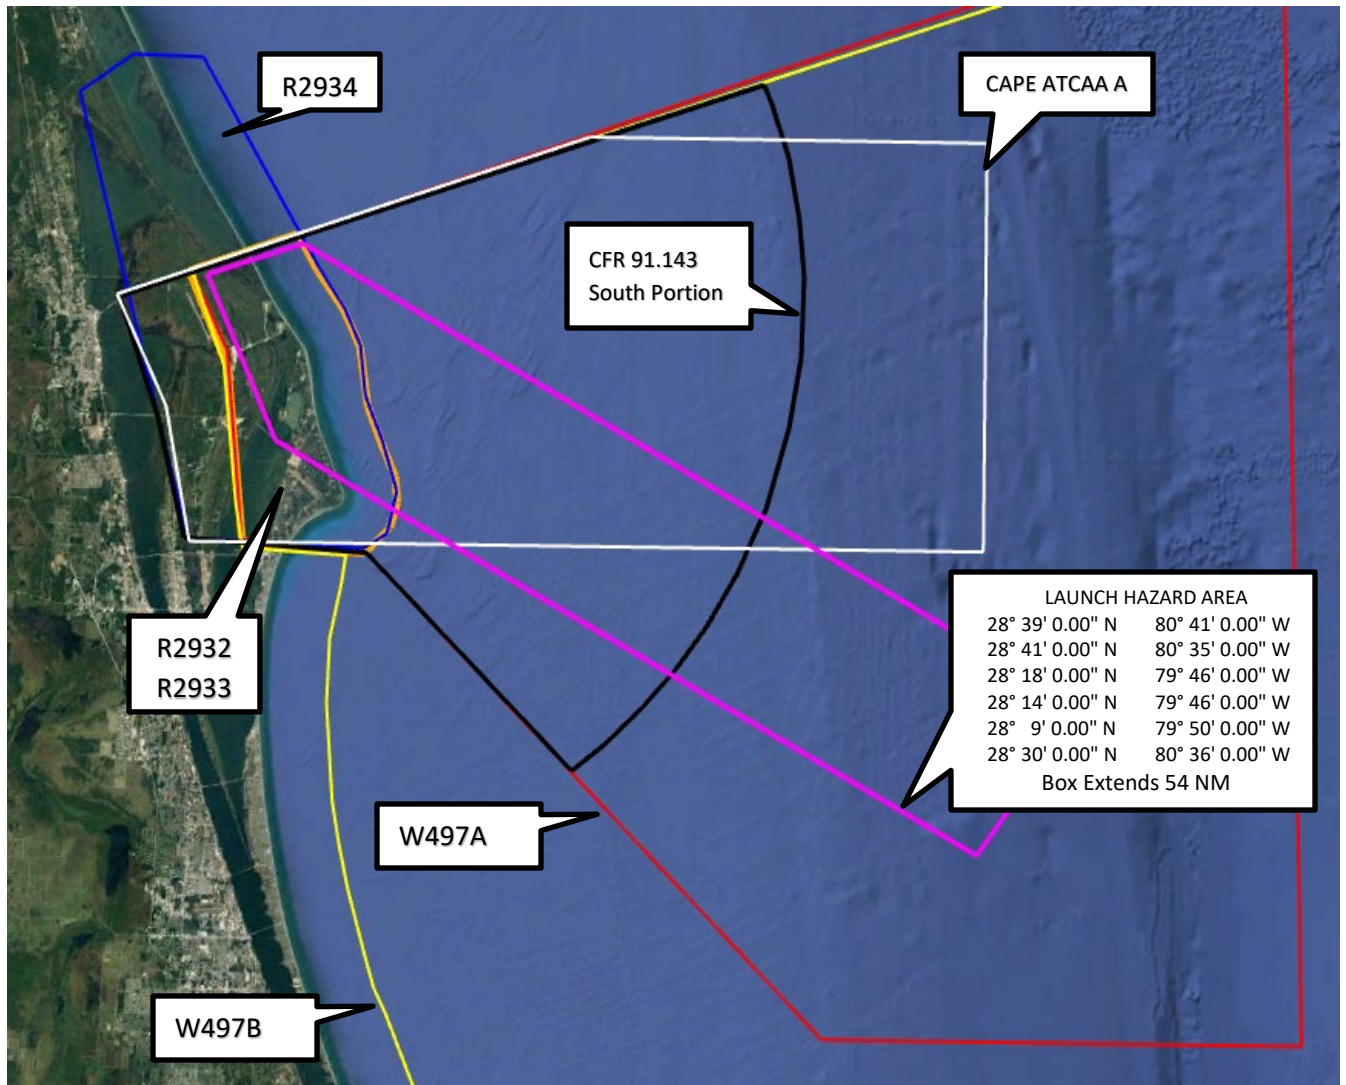 R2934
CAPE ATCAA A
CFR 91.143
South Portion
R2932
R2933
LAUNCH HAZARD AREA
28° 39' 0.00" N 80° 41' 0.00" W
28° 41' 0.00" N 80° 35' 0.00" W
28° 18' 0.00" N 79° 46' 0.00" W
28° 14' 0.00" N 79° 46' 0.00" W
28° 9' 0.00" N 79° 50' 0.00" W
28° 30' 0.00" N 80° 36' 0.00" W
Box Extends 54 NM
W497A
W497B